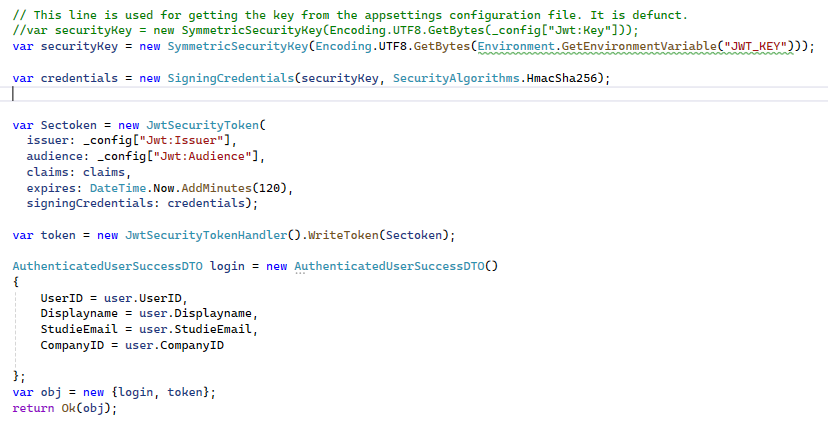 // This line is used for getting the key from the appsettings configuration file. It is defunct.
//var securityKey = new SymmetricSecurityKey(Encoding.UTF8.GetBytes(_config["Jwt:Key"]));
var securityKey = new SymmetricSecurityKey(Encoding.UTF8.GetBytes(Environment.GetEnvironmentVariable("JWT_KEY")));
var credentials = new SigningCredentials(securityKey, SecurityAlgorithms.HmacSha256);
var Sectoken = new JwtSecurityToken(
  issuer: _config["Jwt:Issuer"],
  audience: _config["Jwt:Audience"],
  claims: claims,
  expires: DateTime.Now.AddMinutes(120),
  signingCredentials: credentials);
var token = new JwtSecurityTokenHandler().WriteToken(Sectoken);
AuthenticatedUserSuccessDTO login = new AuthenticatedUserSuccessDTO()
{
    UserID = user.UserID,
    Displayname = user.Displayname,
    StudieEmail = user.StudieEmail,
    CompanyID = user.CompanyID
};
var obj = new {login, token};
return Ok(obj);